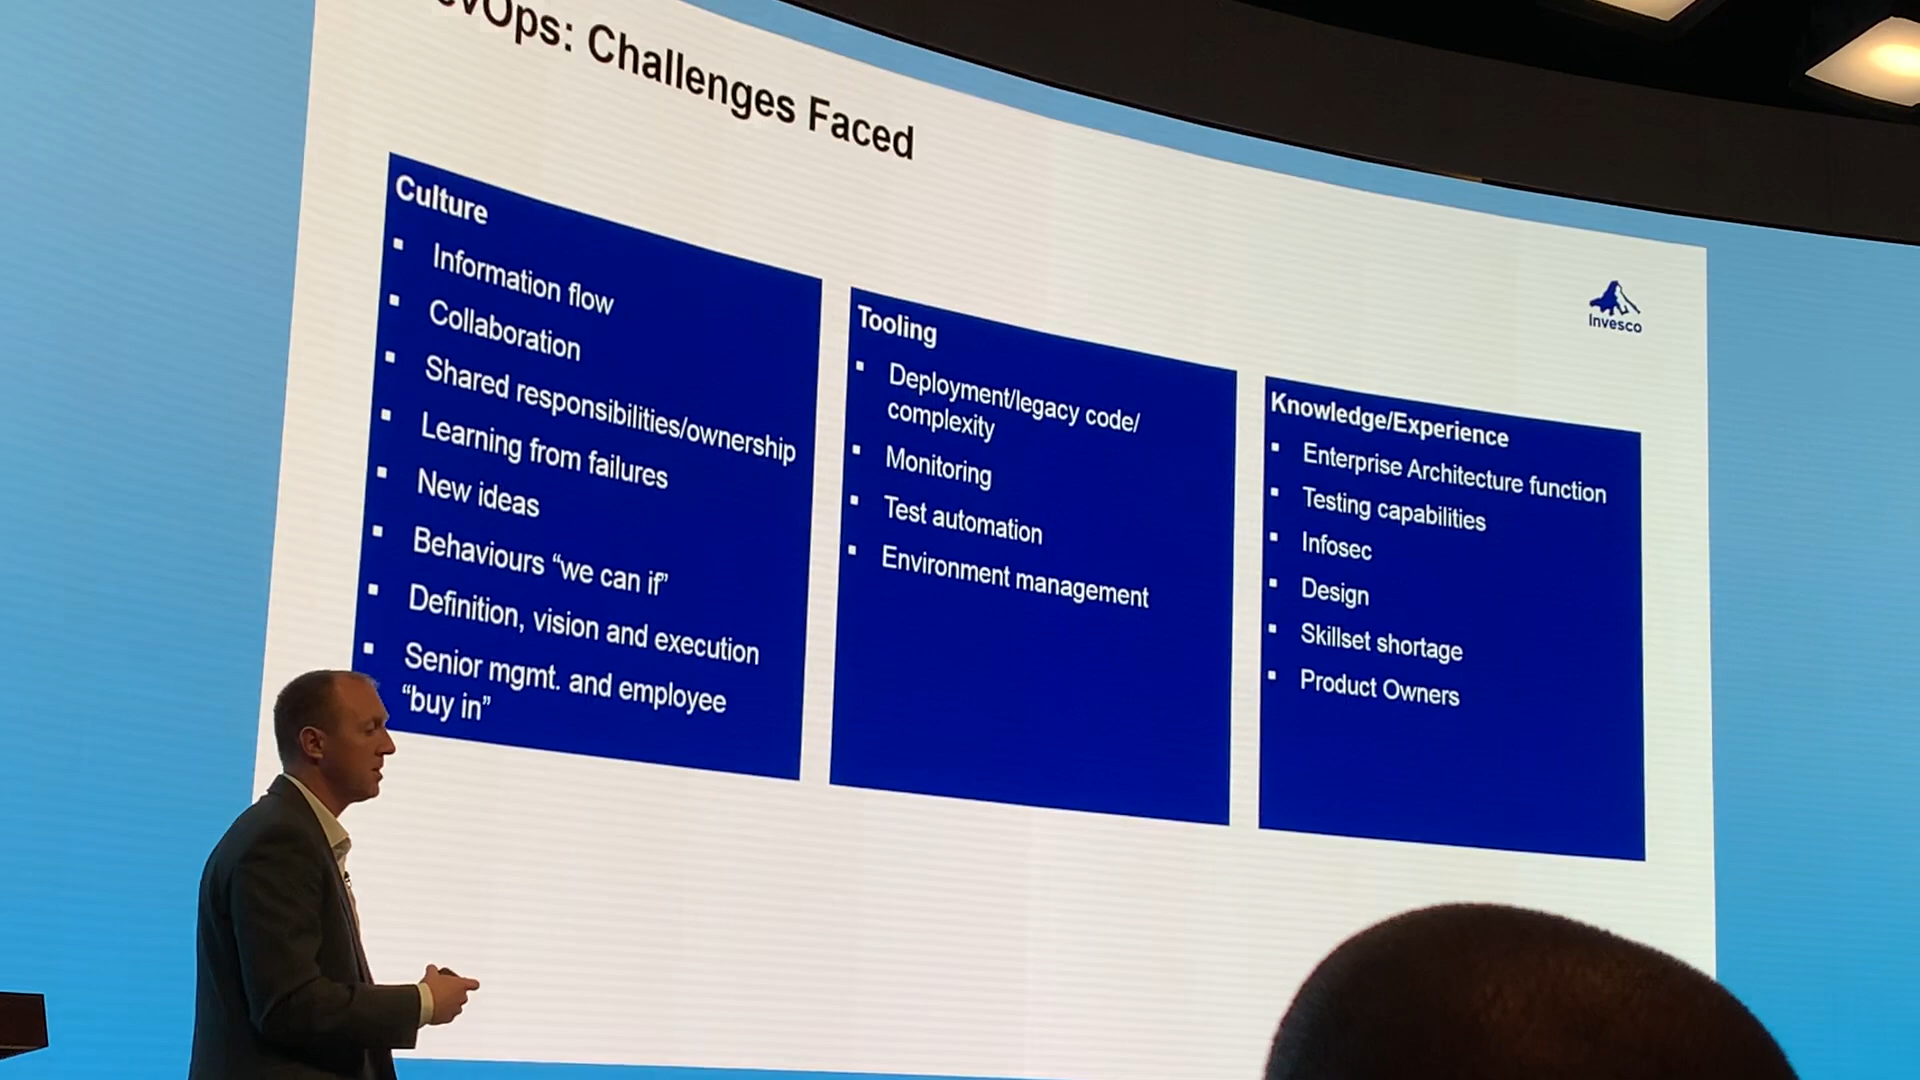 evOps: Challenges Faced
Culture
Information flow
Collaboration
Shared responsibilities/ownership
Learning from failures
New ideas
Behaviours “we can if”
Definition, vision and execution
Senior mgmt. and employee
“buy in”
Tooling
Deployment/legacy code/
complexity
Monitoring
Test automation
Environment management
Invesco
Knowledge/Experience
Enterprise Architecture function
Testing capabilities
Infosec
Design
Skillset shortage
Product Owners